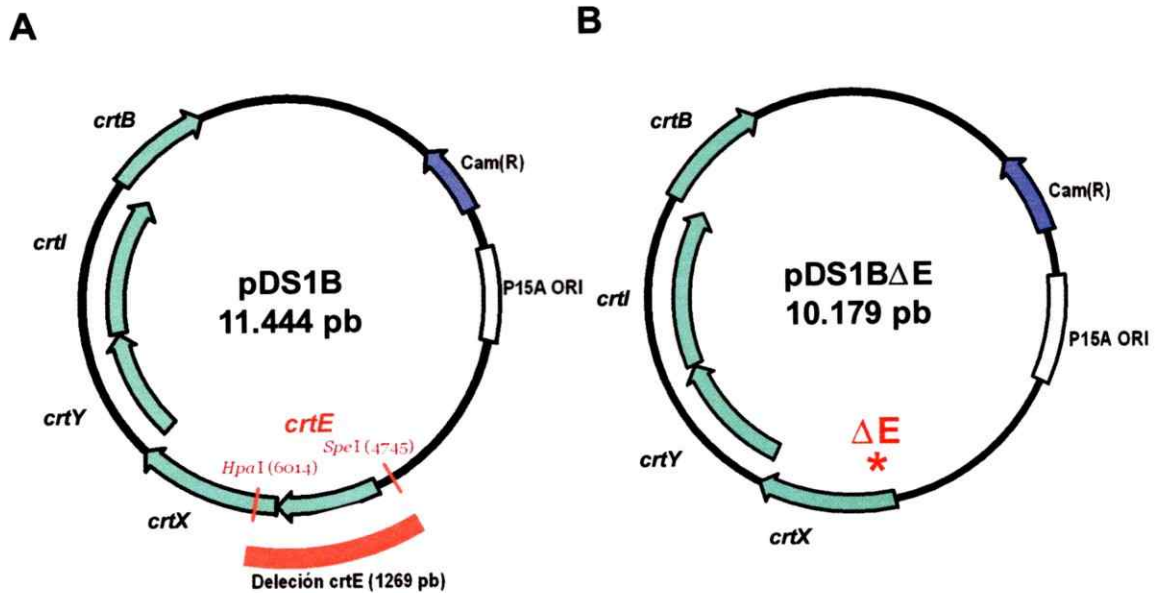 A
crtB
Cam(R)
crtI
pDS1B
11.444 pb
P15A ORI
crtY
crtE
SpeI (4745)
HpaI (6014)
crtX
Deleción crtE (1269 pb)
B
crtB
Cam(R)
crtI
pDS1BΔE
10.179 pb
P15A ORI
crtY
ΔE
*
crtX